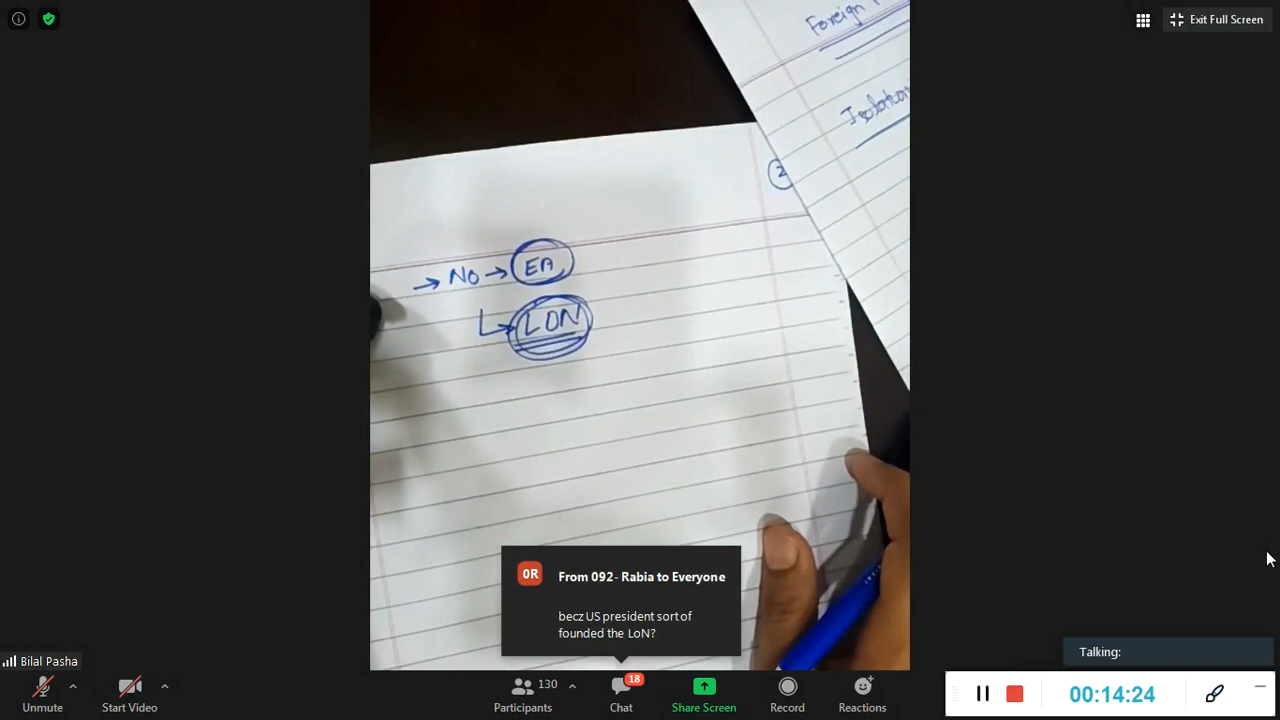 Exit Full Screen
Foreign
Isolation
2
→ No → EA
LON
OR
From 092- Rabia to Everyone
becz US president sort of
founded the LoN?
Bilal Pasha
Talking:
Unmute
Start Video
130
Participants
18
Chat
Share Screen
Record
Reactions
00:14:24